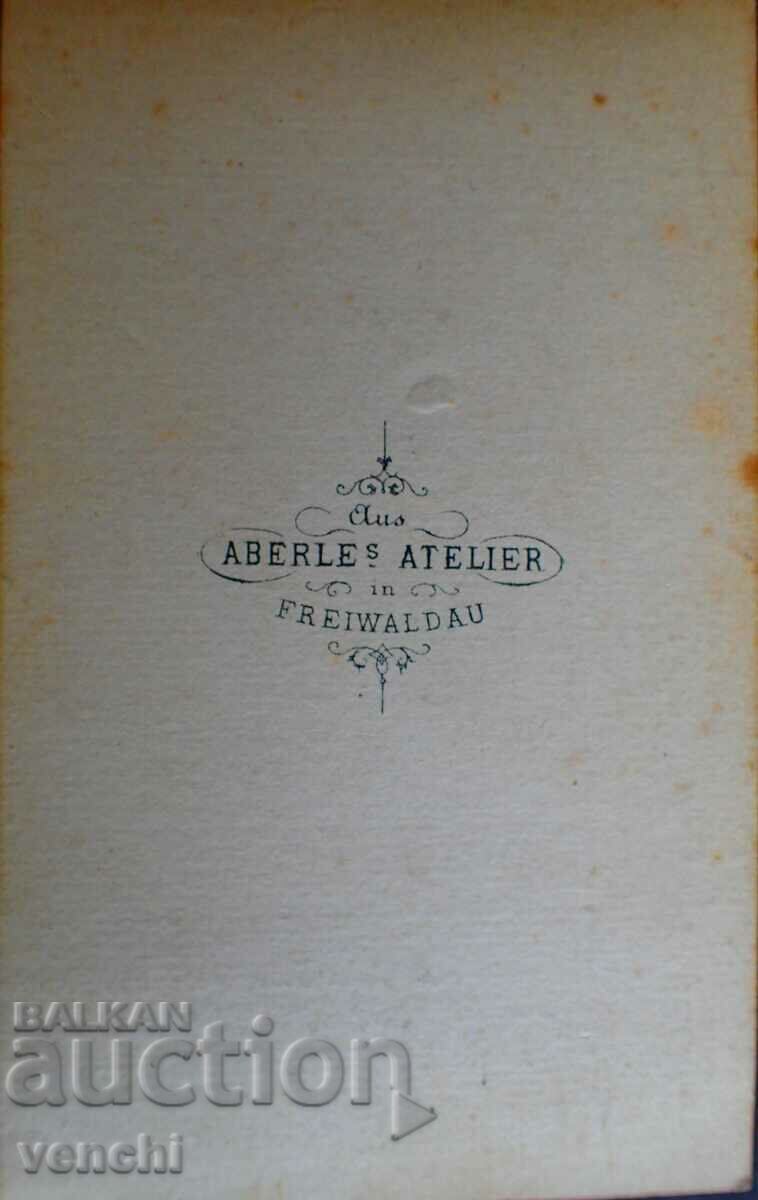 Aus
ABERLEs ATELIER
in
FREIWALDAU
BALKAN
auction
venchi